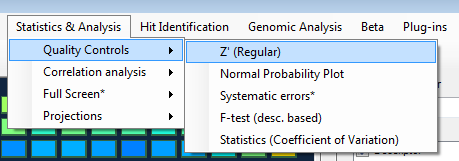 Statistics & Analysis Hit Identification Genomic Analysis Beta Plug-ins
Quality Controls
Correlation analysis
Full Screen*
Projections
Z' (Regular)
Normal Probability Plot
Systematic errors*
F-test (desc. based)
Statistics (Coefficient of Variation)